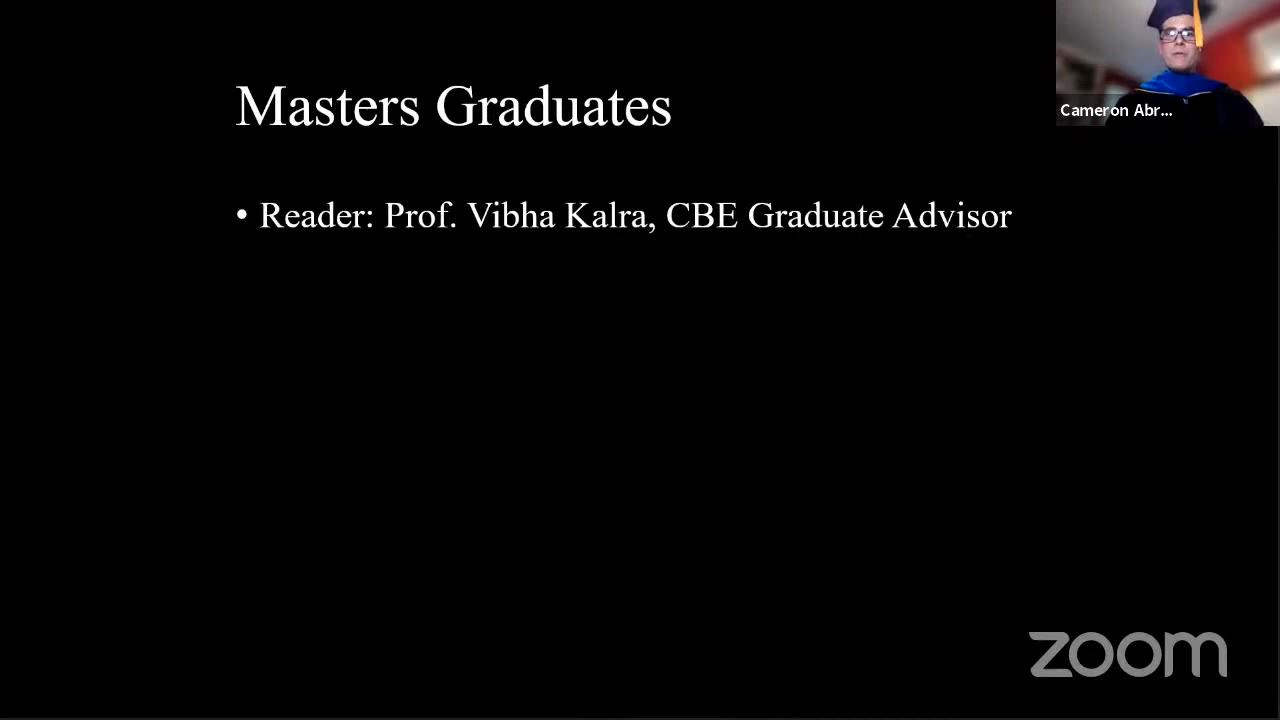 Masters Graduates
Cameron Abr...
• Reader: Prof. Vibha Kalra, CBE Graduate Advisor
zoom